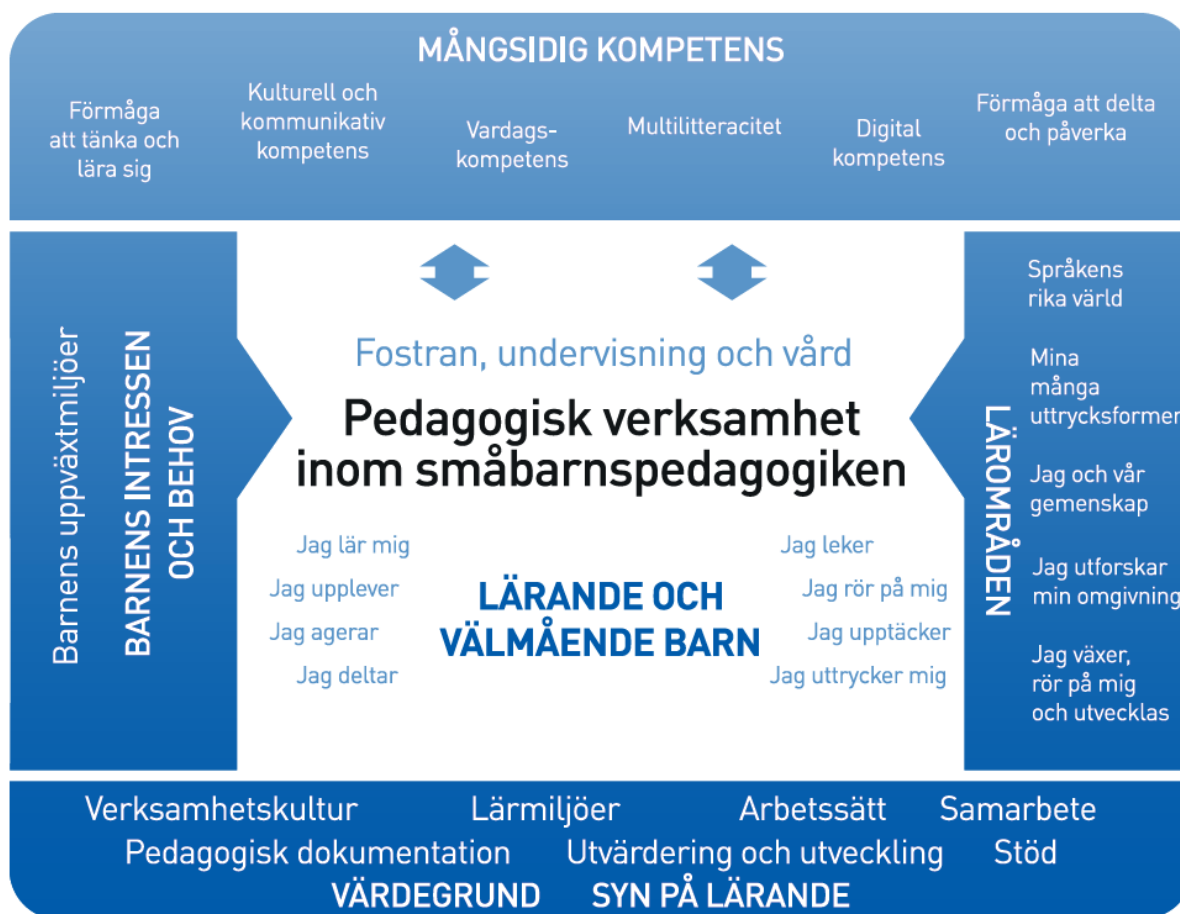 MÅNGSIDIG KOMPETENS
Förmåga
att tänka och
lära sig
Kulturell och
kommunikativ
kompetens
Vardags-
kompetens
Multilitteracitet
Digital
kompetens
Förmåga att delta
och påverka
Barnens uppväxtmiljöer
BARNENS INTRESSEN
OCH BEHOV
Fostran, undervisning och vård
Pedagogisk verksamhet
inom småbarnspedagogiken
Jag lär mig
Jag upplever
Jag agerar
Jag deltar
LÄRANDE OCH
VÄLMÅENDE BARN
Jag leker
Jag rör på mig
Jag upptäcker
Jag uttrycker mig
LÄROMRÅDEN
Språkens
rika värld
Mina
många
uttrycksformer
Jag och vår
gemenskap
Jag utforskar
min omgivning
Jag växer,
rör på mig
och utvecklas
Verksamhetskultur Lärmiljöer Arbetssätt Samarbete
Pedagogisk dokumentation Utvärdering och utveckling Stöd
VÄRDEGRUND SYN PÅ LÄRANDE